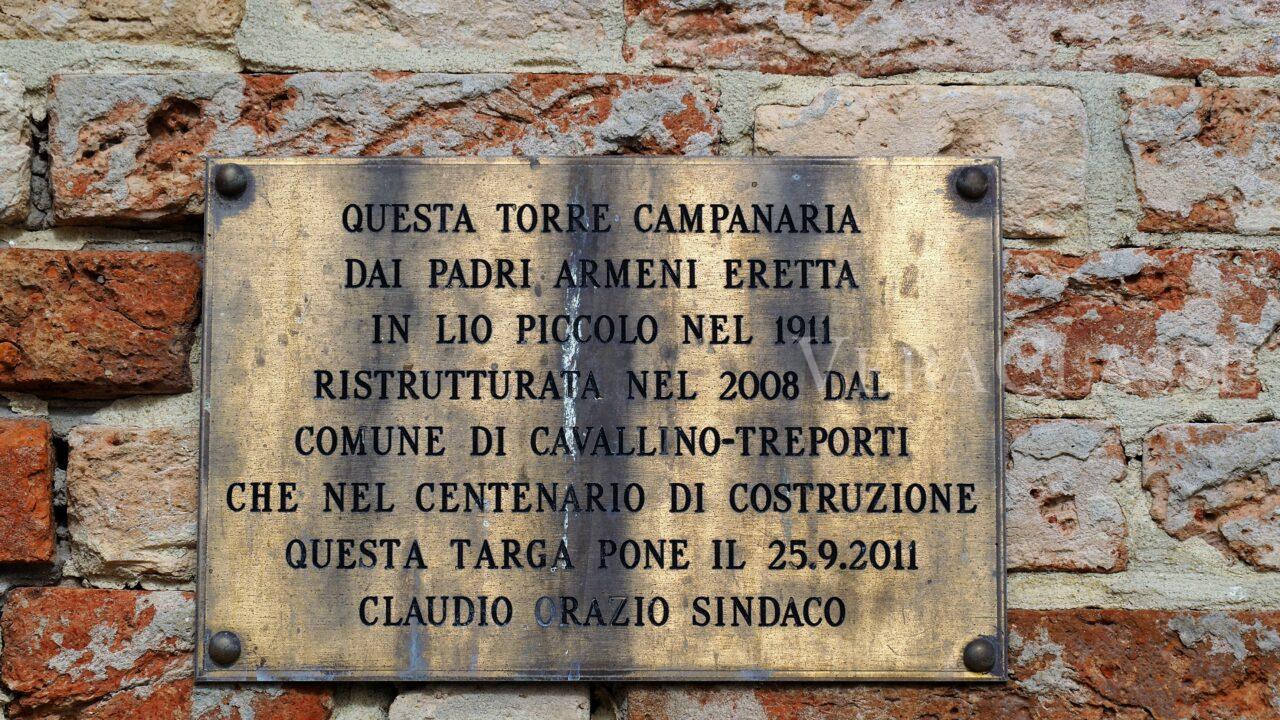 QUESTA TORRE CAMPANARIA
DAI PADRI ARMENI ERETTA
IN LIO PICCOLO NEL 1911
RISTRUTTURATA NEL 2008 DAL
COMUNE DI CAVALLINO-TREPORTI
CHE NEL CENTENARIO DI COSTRUZIONE
QUESTA TARGA PONE IL 25.9.2011
CLAUDIO ORAZIO SINDACO